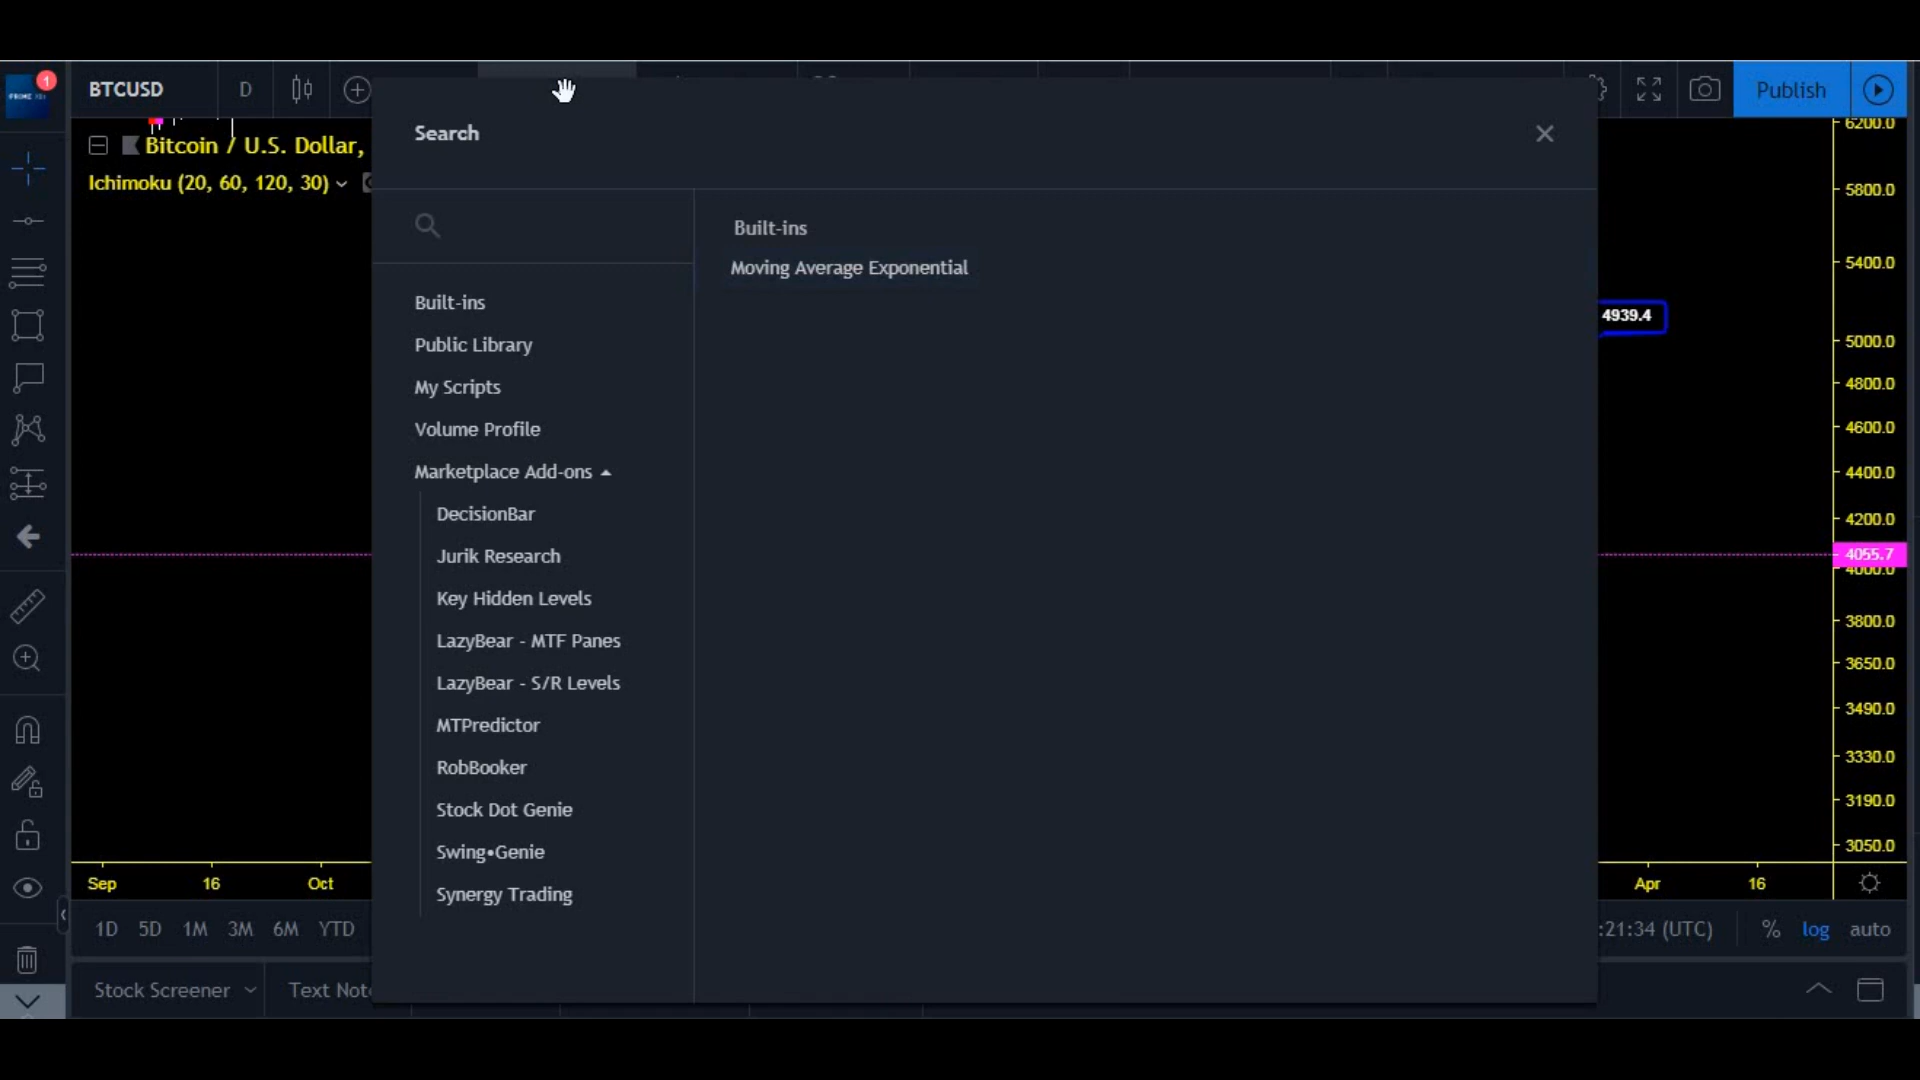 1
BTCUSD
D
Publish
Bitcoin / U.S. Dollar,
Ichimoku (20, 60, 120, 30)
Search
Built-ins
Public Library
My Scripts
Volume Profile
Marketplace Add-ons
DecisionBar
Jurik Research
Key Hidden Levels
LazyBear - MTF Panes
LazyBear - S/R Levels
MTPredictor
RobBooker
Stock Dot Genie
Swing•Genie
Synergy Trading
Built-ins
Moving Average Exponential
4939.4
6200.0
5800.0
5400.0
5000.0
4800.0
4600.0
4400.0
4200.0
4055.7
4000.0
3800.0
3650.0
3490.0
3330.0
3190.0
3050.0
Sep 16 Oct Apr 16
1D 5D 1M 3M 6M YTD :21:34 (UTC) % log auto
Stock Screener Text Note